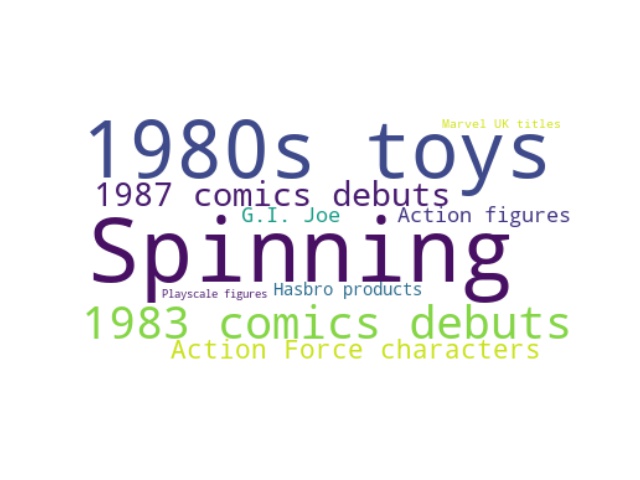 Marvel UK titles
1980s toys
1987 comics debuts
G.I. Joe
Action figures
Spinning
Playscale figures
Hasbro products
1983 comics debuts
Action Force characters